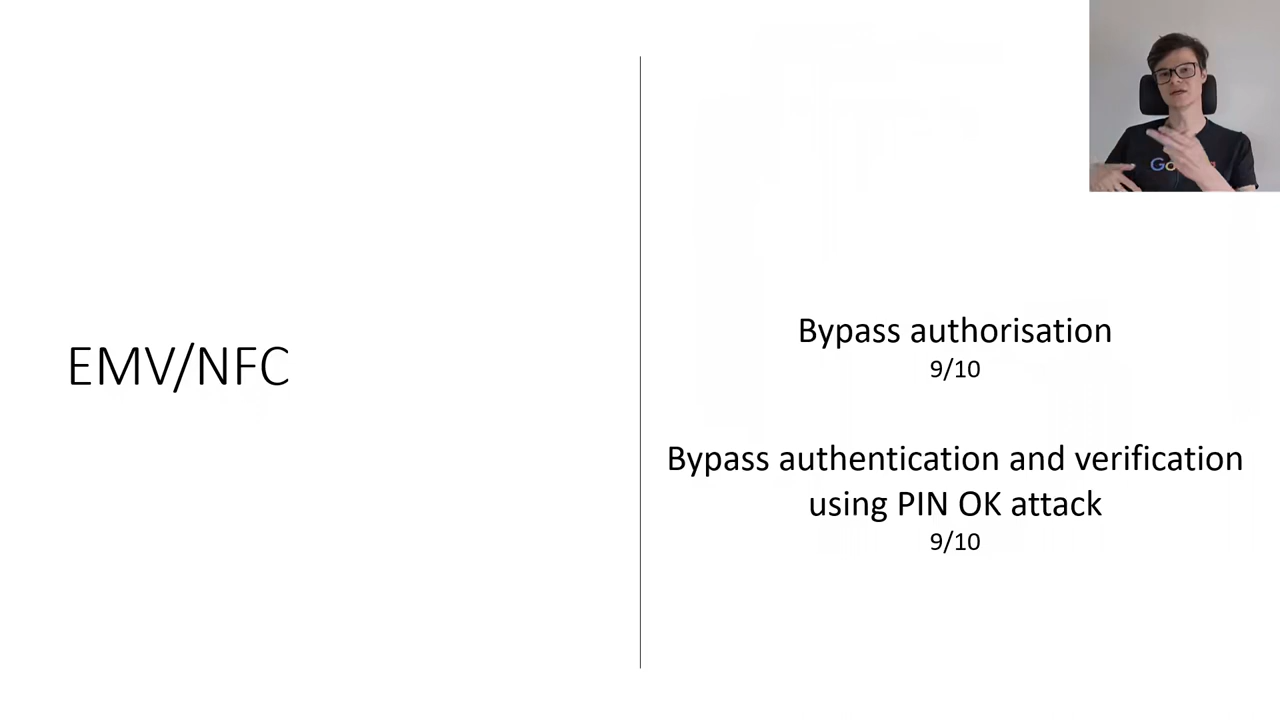 EMV/NFC
Bypass authorisation
9/10
Bypass authentication and verification
using PIN OK attack
9/10